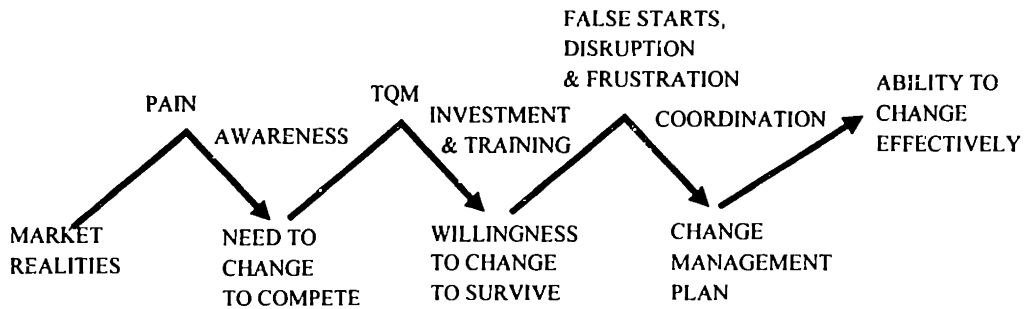 FALSE STARTS,
DISRUPTION
& FRUSTRATION
PAIN
TQM
ABILITY TO
CHANGE
EFFECTIVELY
AWARENESS
INVESTMENT
& TRAINING
COORDINATION
MARKET
REALITIES
NEED TO
CHANGE
TO COMPETE
WILLINGNESS
TO CHANGE
TO SURVIVE
CHANGE
MANAGEMENT
PLAN